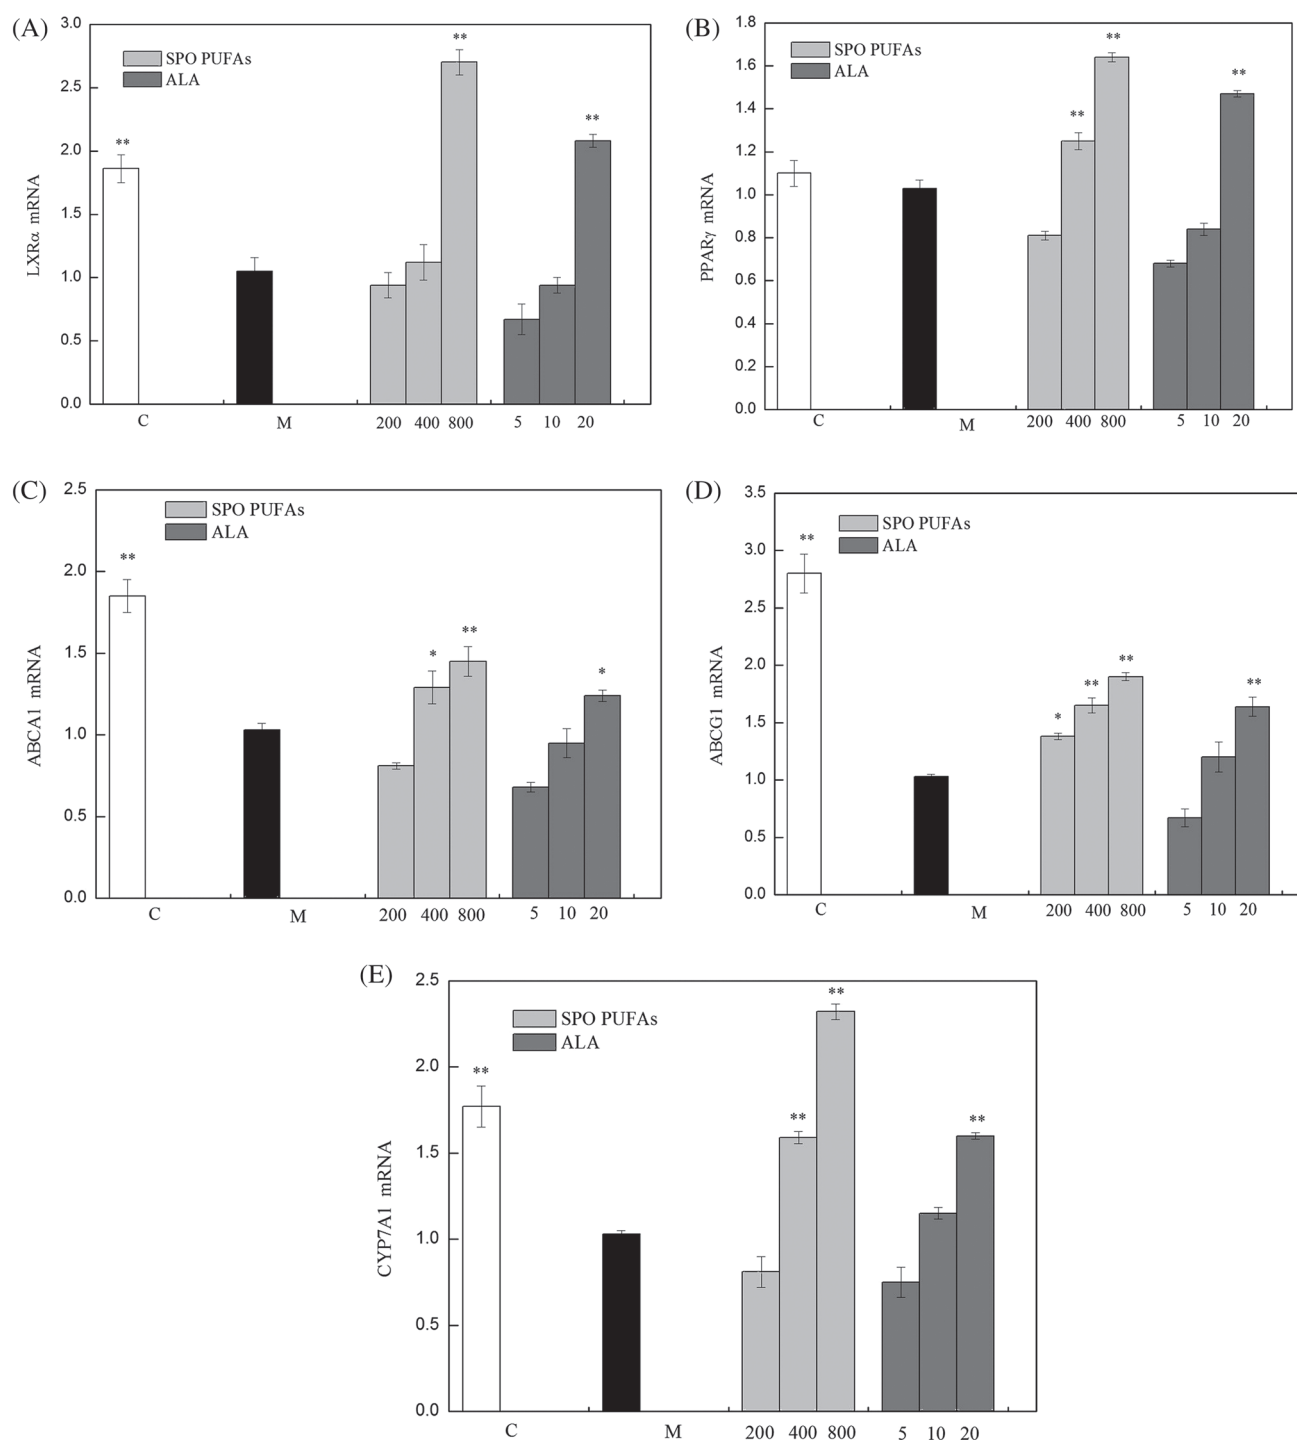 (A)
LXRα mRNA
3.0
2.5
2.0
1.5
1.0
0.5
0.0
SPO PUFAs
ALA
**
**
**
C
M
200 400 800
5 10 20
(B)
PPARγ mRNA
1.8
1.6
1.4
1.2
1.0
0.8
0.6
0.4
0.2
0.0
SPO PUFAs
ALA
**
**
**
C
M
200 400 800
5 10 20
(C)
ABCA1 mRNA
2.5
2.0
1.5
1.0
0.5
0.0
SPO PUFAs
ALA
**
*
**
*
C
M
200 400 800
5 10 20
(D)
ABCG1 mRNA
3.5
3.0
2.5
2.0
1.5
1.0
0.5
0.0
SPO PUFAs
ALA
**
*
**
**
**
C
M
200 400 800
5 10 20
(E)
CYP7A1 mRNA
2.5
2.0
1.5
1.0
0.5
0.0
SPO PUFAs
ALA
**
**
**
**
C
M
200 400 800
5 10 20